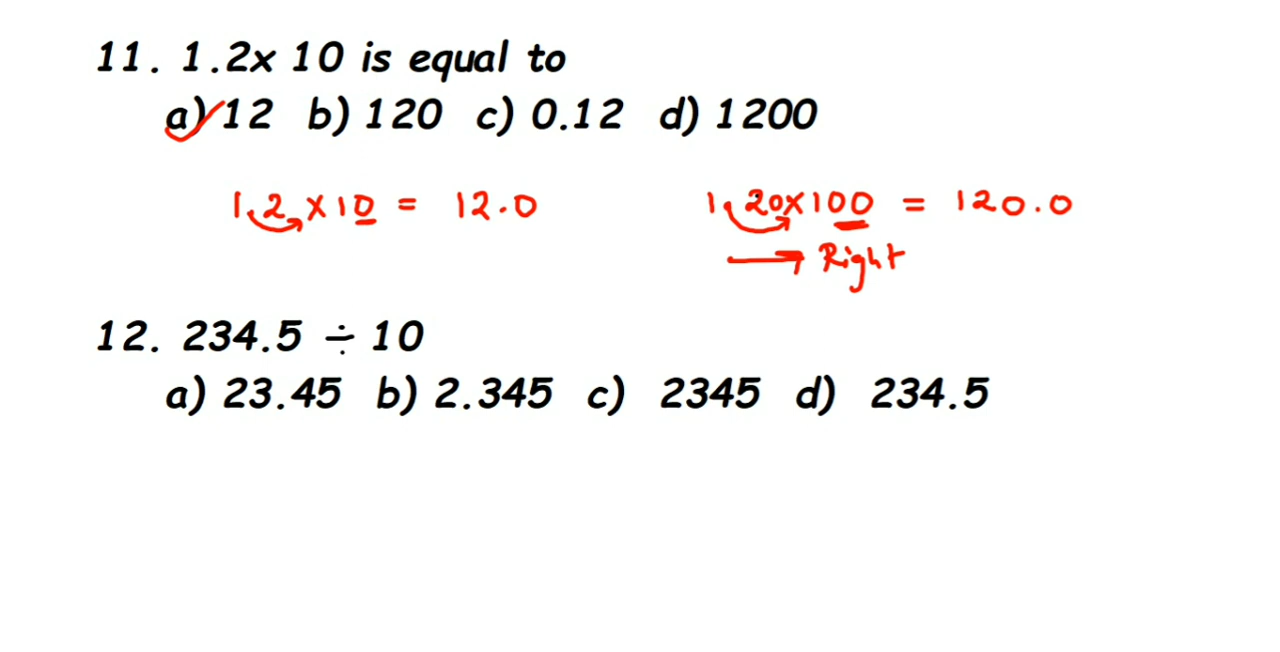 11. 1.2x 10 is equal to
a) 12 b) 120 c) 0.12 d) 1200
1.2 × 10 = 12.0 1.20 × 100 = 120.0
Right
12. 234.5 ÷ 10
a) 23.45 b) 2.345 c) 2345 d) 234.5